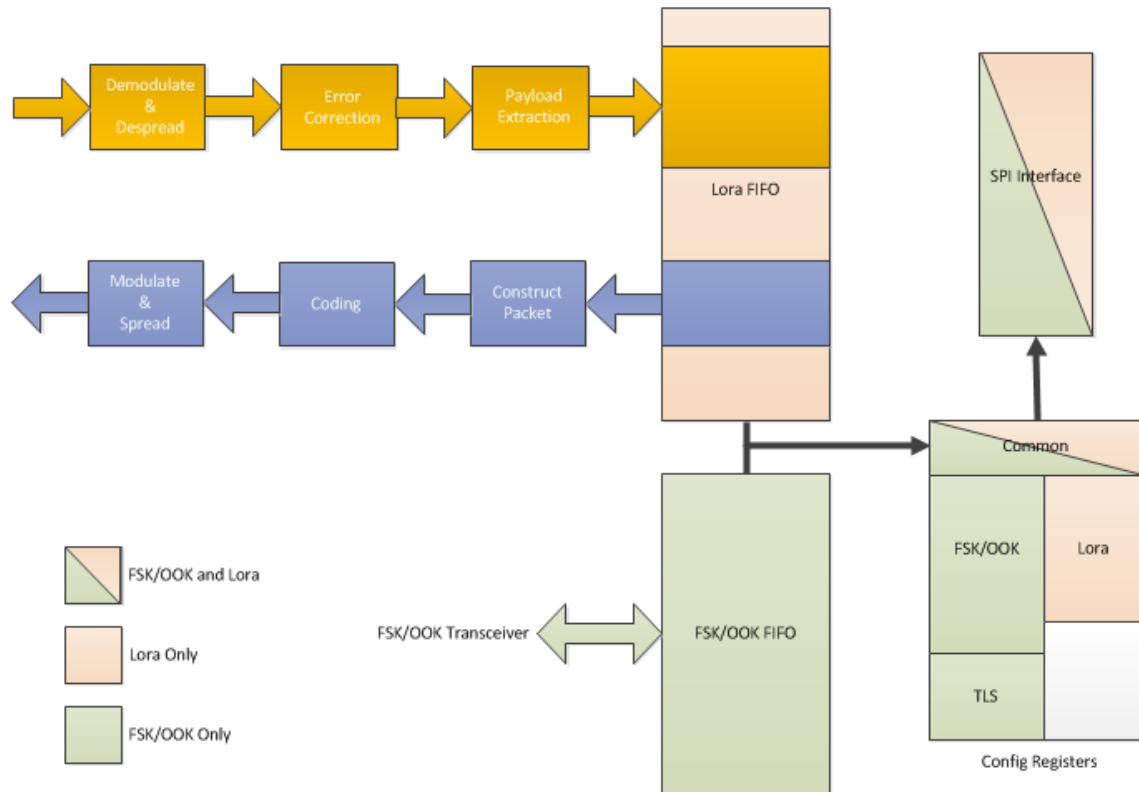 Demodulate
&
Despread
Error
Correction
Payload
Extraction
Lora FIFO
SPI Interface
Modulate
&
Spread
Coding
Construct
Packet
Common
FSK/OOK
Lora
TLS
Config Registers
FSK/OOK and Lora
Lora Only
FSK/OOK Only
FSK/OOK Transceiver
FSK/OOK FIFO